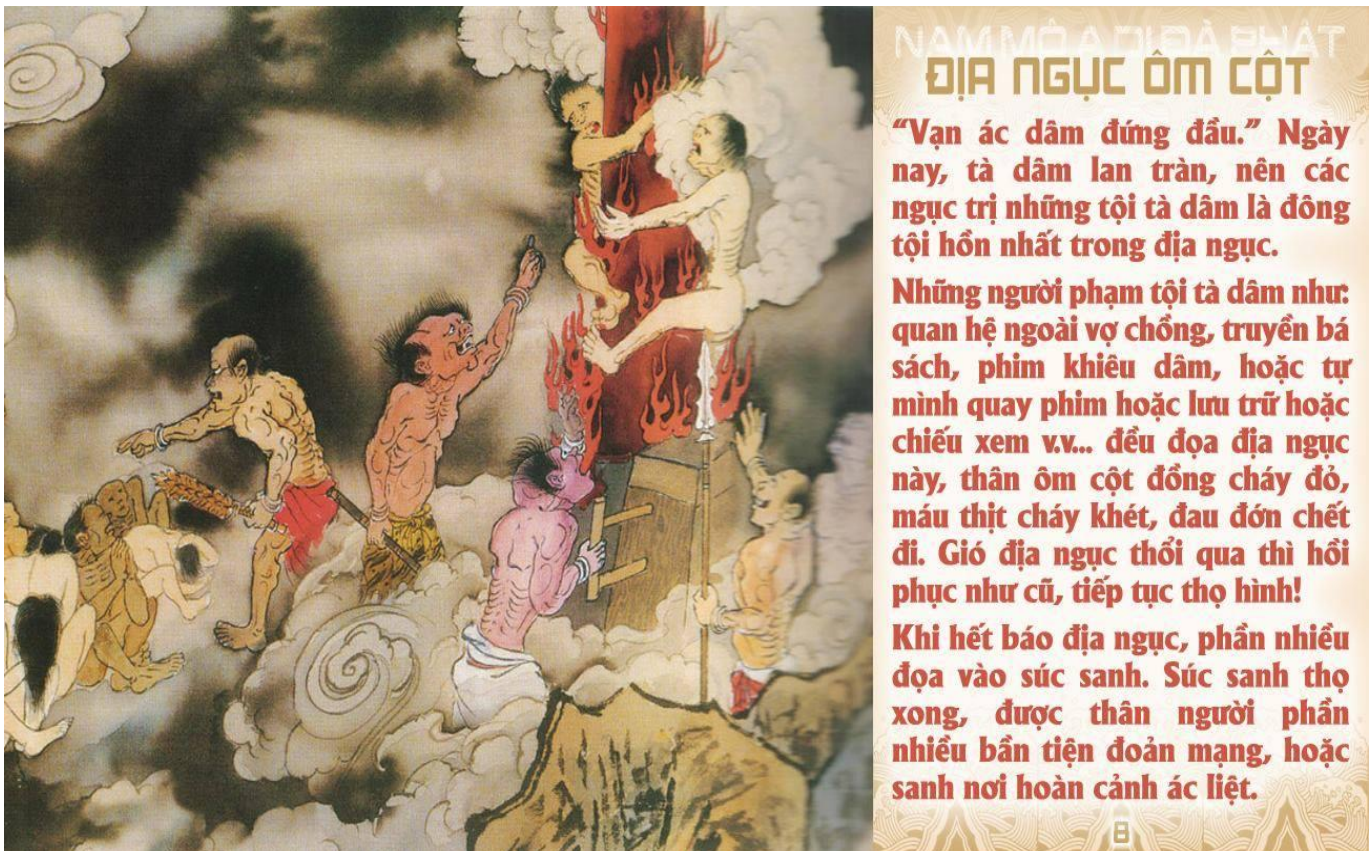 NAM MÔ A DI ĐÀ PHẬT
ĐỊA NGỤC ÔM CỘT
“Vạn ác dâm đứng đầu.” Ngày
nay, tà dâm lan tràn, nên các
ngục trị những tội tà dâm là đông
tội hồn nhất trong địa ngục.
Những người phạm tội tà dâm như:
quan hệ ngoài vợ chồng, truyền bá
sách, phim khiêu dâm, hoặc tự
mình quay phim hoặc lưu trữ hoặc
chiếu xem v.v... đều đọa địa ngục
này, thân ôm cột đồng cháy đỏ,
máu thịt cháy khét, đau đớn chết
đi. Gió địa ngục thổi qua thì hồi
phục như cũ, tiếp tục thọ hình!
Khi hết báo địa ngục, phần nhiều
đọa vào súc sanh. Súc sanh thọ
xong, được thân người phần
nhiều bần tiện đoản mạng, hoặc
sanh nơi hoàn cảnh ác liệt.
8